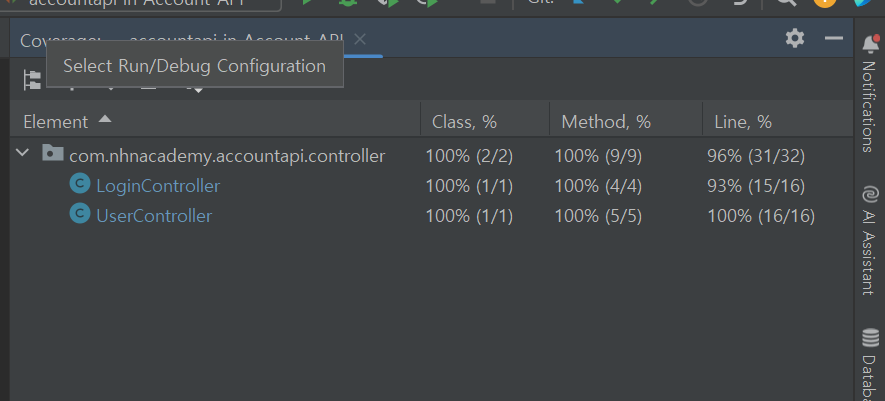 accountapi in Account-API
Git:
Coverage: accountapi in Account-API
Select Run/Debug Configuration
Element Class, % Method, % Line, %
com.nhnacademy.accountapi.controller 100% (2/2) 100% (9/9) 96% (31/32)
LoginController 100% (1/1) 100% (4/4) 93% (15/16)
UserController 100% (1/1) 100% (5/5) 100% (16/16)
Notifications
AI Assistant
Databa